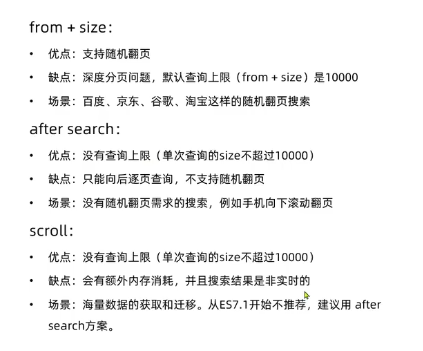 from + size：
• 优点：支持随机翻页
• 缺点：深度分页问题，默认查询上限（from + size）是10000
• 场景：百度、京东、谷歌、淘宝这样的随机翻页搜索
after search：
• 优点：没有查询上限（单次查询的size不超过10000）
• 缺点：只能向后逐页查询，不支持随机翻页
• 场景：没有随机翻页需求的搜索，例如手机向下滚动翻页
scroll：
• 优点：没有查询上限（单次查询的size不超过10000）
• 缺点：会有额外内存消耗，并且搜索结果是非实时的
• 场景：海量数据的获取和迁移。从ES7.1开始不推荐，建议用 after
search方案。